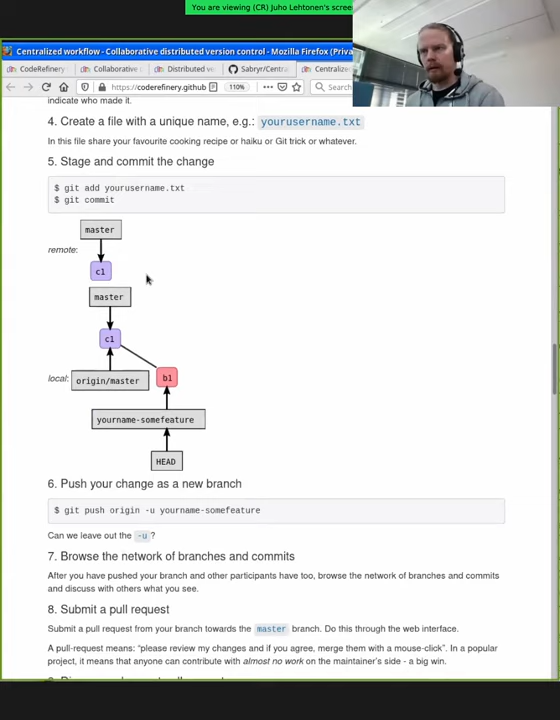 You are viewing (CR) Juho Lehtonen's screen
Centralized workflow - Collaborative distributed version control - Mozilla Firefox (Priva
CodeRefinery
Collaborative
Distributed v
Sabryr/Centra
Centralize
https://coderefinery.github
110%
Search
indicate who made it.
4. Create a file with a unique name, e.g.: yourusername.txt
In this file share your favourite cooking recipe or haiku or Git trick or whatever.
5. Stage and commit the change
$ git add yourusername.txt
$ git commit
master
remote:
c1
master
c1
local:
origin/master
b1
yourname-somefeature
HEAD
6. Push your change as a new branch
$ git push origin -u yourname-somefeature
Can we leave out the -u?
7. Browse the network of branches and commits
After you have pushed your branch and other participants have too, browse the network of branches and commits
and discuss with others what you see.
8. Submit a pull request
Submit a pull request from your branch towards the master branch. Do this through the web interface.
A pull-request means: "please review my changes and if you agree, merge them with a mouse-click". In a popular
project, it means that anyone can contribute with almost no work on the maintainer's side - a big win.